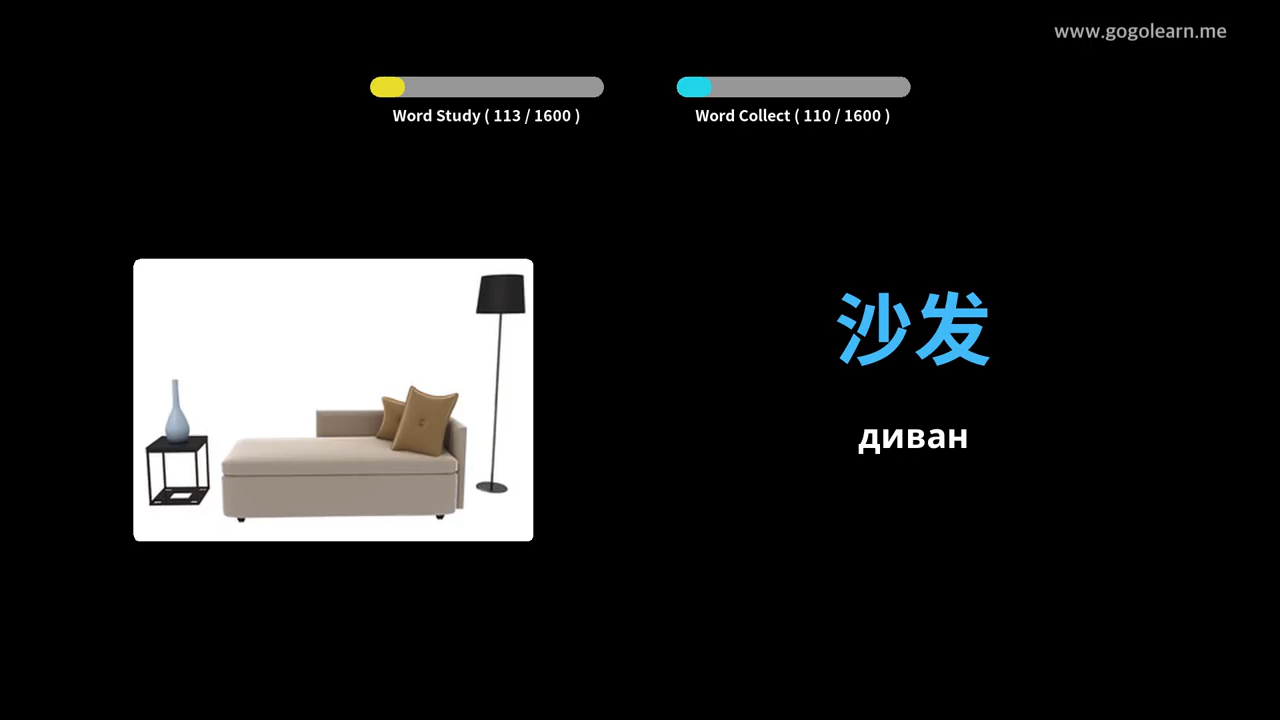 www.gogolearn.me
Word Study ( 113 / 1600 )
Word Collect ( 110 / 1600 )
沙发
диван